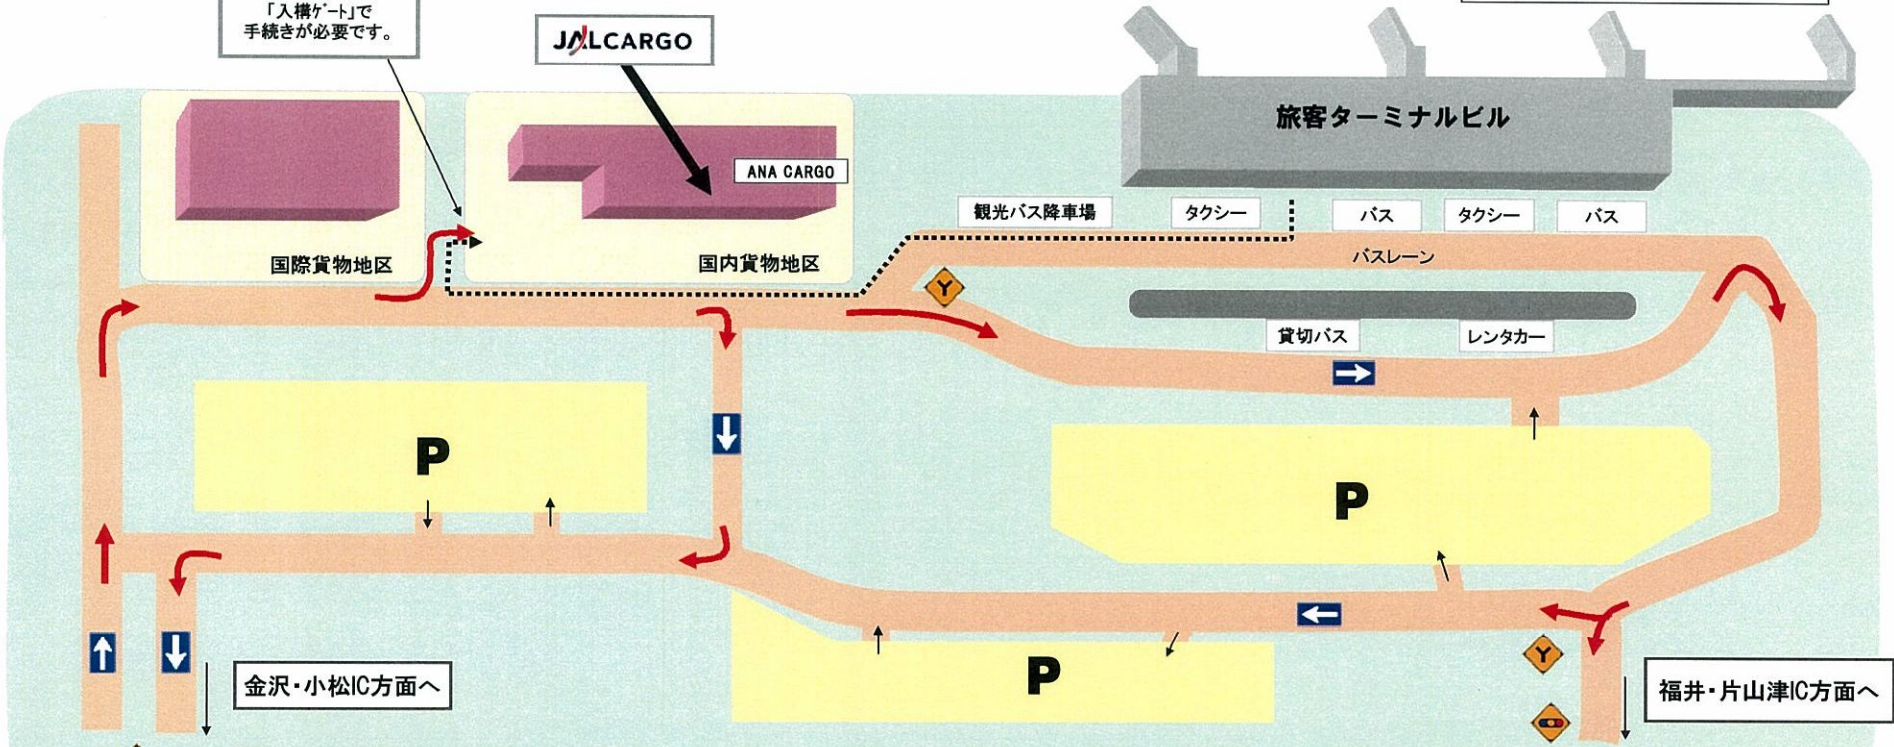 「入構ｹﾞｰﾄ」で
手続きが必要です。
JALCARGO
旅客ターミナルビル
ANA CARGO
国際貨物地区
国内貨物地区
観光バス降車場
タクシー
バス
タクシー
バス
バスレーン
貸切バス
レンタカー
P
P
P
金沢・小松IC方面へ
福井・片山津IC方面へ